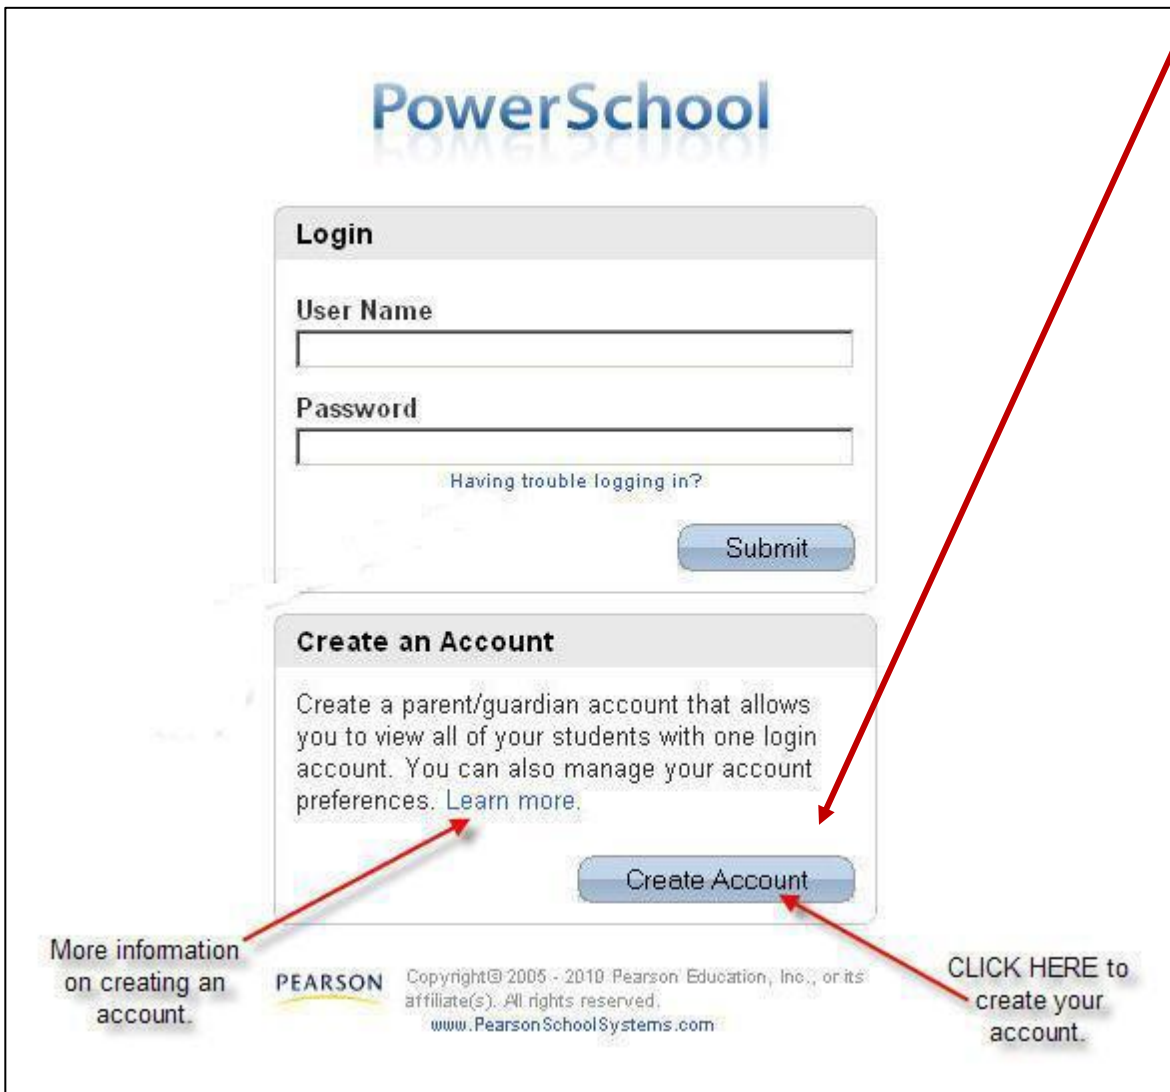 PowerSchool
Login
User Name
Password
Having trouble logging in?
Submit
Create an Account
Create a parent/guardian account that allows
you to view all of your students with one login
account. You can also manage your account
preferences. Learn more.
Create Account
More information
on creating an
account.
PEARSON
Copyright© 2005 - 2010 Pearson Education, Inc., or its
affiliate(s). All rights reserved.
www.PearsonSchoolSystems.com
CLICK HERE to
create your
account.